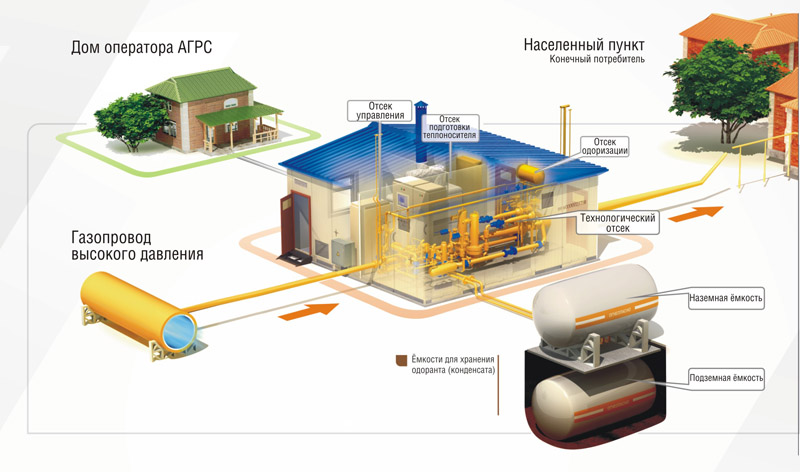 Дом оператора АГРС
Населенный пункт
Конечный потребитель
Отсек
управления
Отсек
подготовки
теплоносителя
Отсек
одоризации
Технологический
отсек
Газопровод
высокого давления
Наземная ёмкость
Ёмкости для хранения
одоранта (конденсата)
Подземная ёмкость